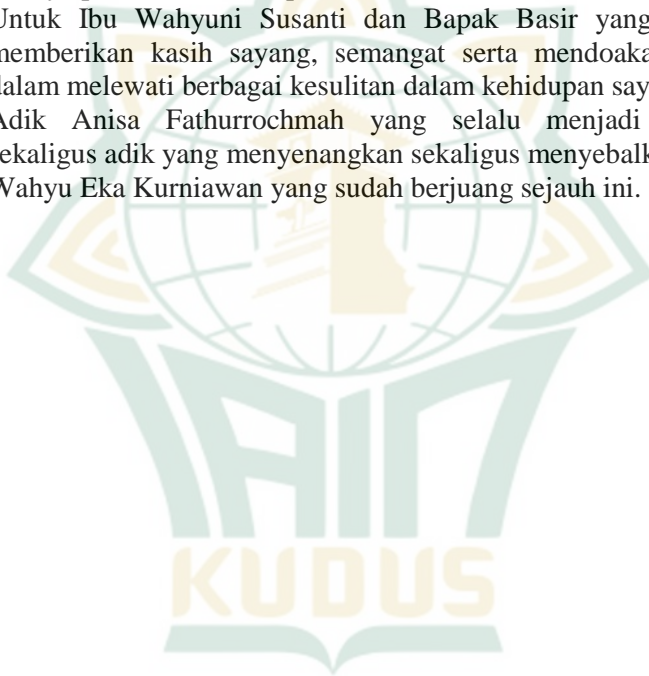 Untuk Ibu Wahyuni Susanti dan Bapak Basir yang
memberikan kasih sayang, semangat serta mendoaka
dalam melewati berbagai kesulitan dalam kehidupan say
Adik Anisa Fathurrochmah yang selalu menjadi
sekaligus adik yang menyenangkan sekaligus menyebalk
Wahyu Eka Kurniawan yang sudah berjuang sejauh ini.
IAIN
KUDUS